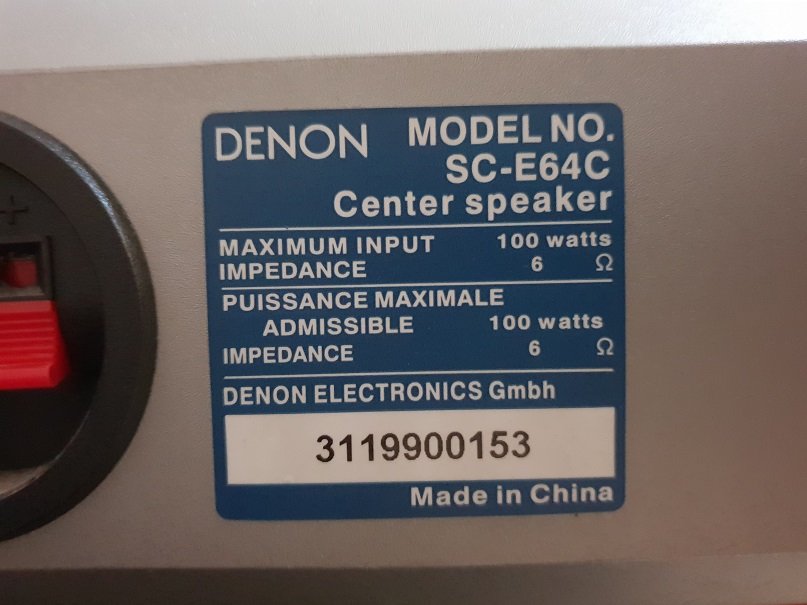 DENON MODEL NO.
SC-E64C
Center speaker
MAXIMUM INPUT 100 watts
IMPEDANCE 6 Ω
PUISSANCE MAXIMALE
ADMISSIBLE 100 watts
IMPEDANCE 6 Ω
DENON ELECTRONICS Gmbh
3119900153
Made in China
+